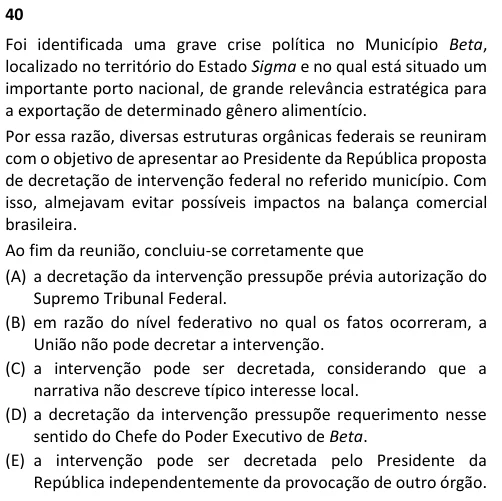 40
Foi identificada uma grave crise política no Município Beta,
localizado no território do Estado Sigma e no qual está situado um
importante porto nacional, de grande relevância estratégica para
a exportação de determinado gênero alimentício.
Por essa razão, diversas estruturas orgânicas federais se reuniram
com o objetivo de apresentar ao Presidente da República proposta
de decretação de intervenção federal no referido município. Com
isso, almejavam evitar possíveis impactos na balança comercial
brasileira.
Ao fim da reunião, concluiu-se corretamente que
(A) a decretação da intervenção pressupõe prévia autorização do
Supremo Tribunal Federal.
(B) em razão do nível federativo no qual os fatos ocorreram, a
União não pode decretar a intervenção.
(C) a intervenção pode ser decretada, considerando que a
narrativa não descreve típico interesse local.
(D) a decretação da intervenção pressupõe requerimento nesse
sentido do Chefe do Poder Executivo de Beta.
(E) a intervenção pode ser decretada pelo Presidente da
República independentemente da provocação de outro órgão.